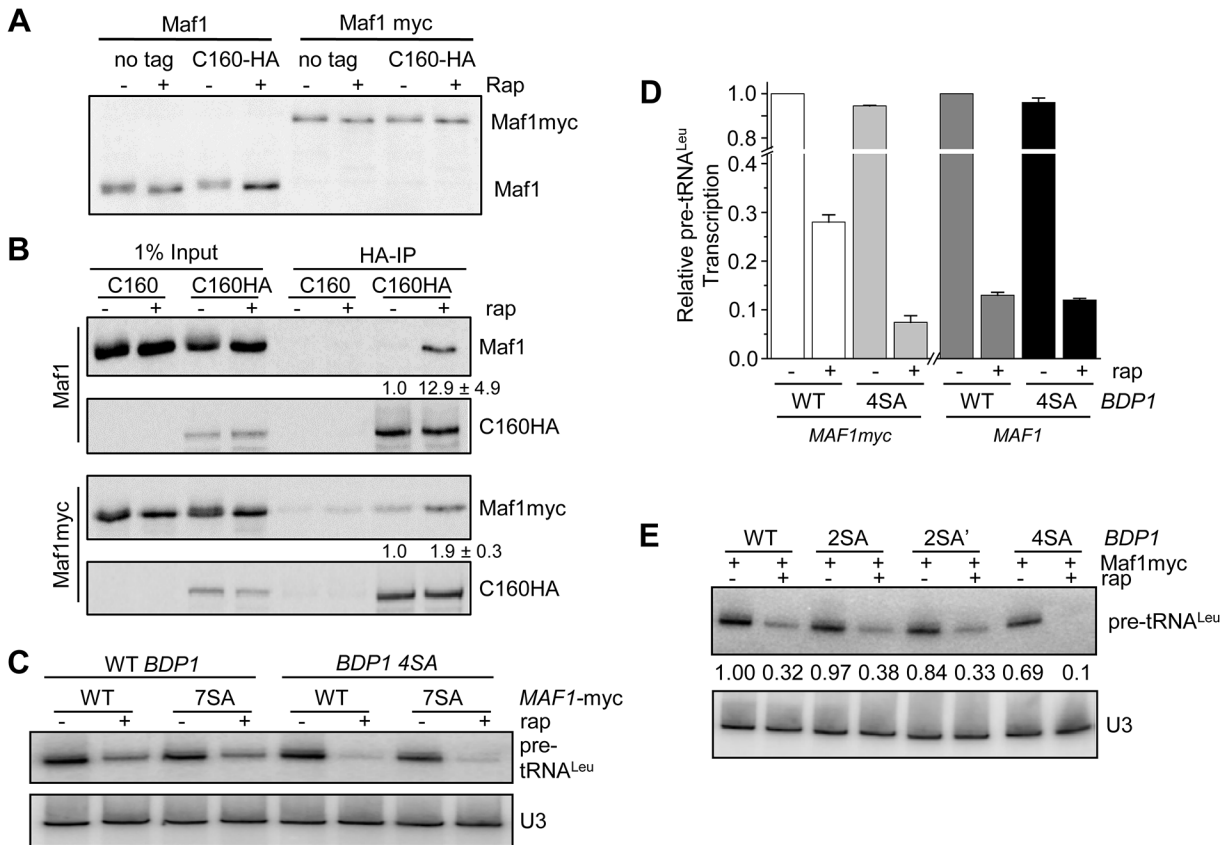 A
Maf1 Maf1 myc
no tag C160-HA no tag C160-HA
- + - + - + - + Rap
Maf1myc
Maf1
B
1% Input HA-IP
C160 C160HA C160 C160HA
- + - + - + - + rap
Maf1
Maf1
1.0 12.9 ± 4.9
C160HA
Maf1myc
Maf1myc
1.0 1.9 ± 0.3
C160HA
C
WT BDP1 BDP1 4SA
WT 7SA WT 7SA MAF1-myc
- + - + - + - + rap
pre-
tRNALeu
U3
D
Relative pre-tRNALeu
Transcription
1.0
0.8
0.4
0.3
0.2
0.1
0.0
- + - + - + - + rap
WT 4SA WT 4SA BDP1
MAF1myc MAF1
E
WT 2SA 2SA' 4SA BDP1
+ + + + + + + + Maf1myc
- + - + - + - + rap
pre-tRNALeu
1.00 0.32 0.97 0.38 0.84 0.33 0.69 0.1
U3